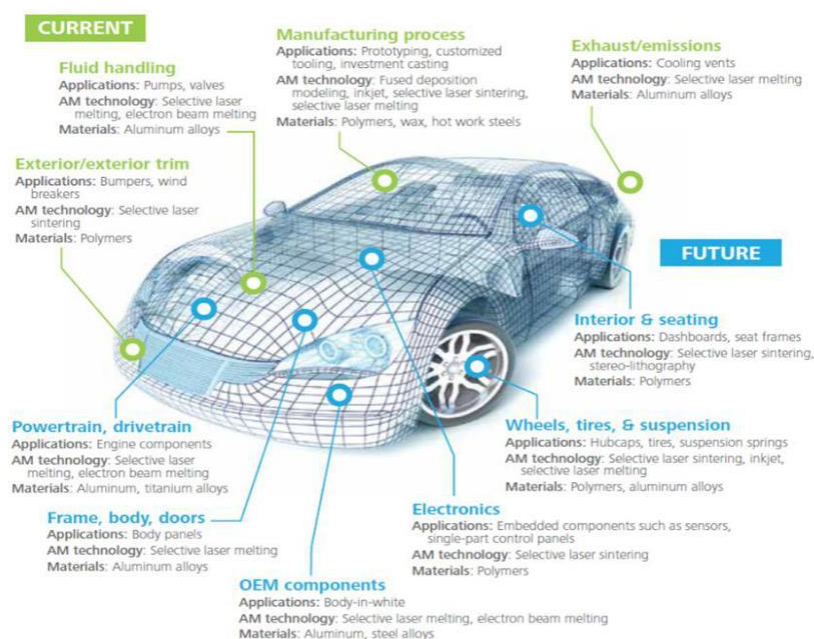 CURRENT
Manufacturing process
Applications: Prototyping, customized
tooling, investment casting
AM technology: Fused deposition
modeling, inkjet, selective laser sintering,
selective laser melting
Materials: Polymers, wax, hot work steels
Exhaust/emissions
Applications: Cooling vents
AM technology: Selective laser melting
Materials: Aluminum alloys
Fluid handling
Applications: Pumps, valves
AM technology: Selective laser
melting, electron beam melting
Materials: Aluminum alloys
Exterior/exterior trim
Applications: Bumpers, wind
breakers
AM technology: Selective laser
sintering
Materials: Polymers
FUTURE
Interior & seating
Applications: Dashboards, seat frames
AM technology: Selective laser sintering,
stereo-lithography
Materials: Polymers
Powertrain, drivetrain
Applications: Engine components
AM technology: Selective laser
melting, electron beam melting
Materials: Aluminum, titanium alloys
Wheels, tires, & suspension
Applications: Hubcaps, tires, suspension springs
AM technology: Selective laser sintering, inkjet,
selective laser melting
Materials: Polymers, aluminum alloys
Frame, body, doors
Applications: Body panels
AM technology: Selective laser melting
Materials: Aluminum alloys
Electronics
Applications: Embedded components such as sensors,
single-part control panels
AM technology: Selective laser sintering
Materials: Polymers
OEM components
Applications: Body-in-white
AM technology: Selective laser melting, electron beam melting
Materials: Aluminum, steel alloys